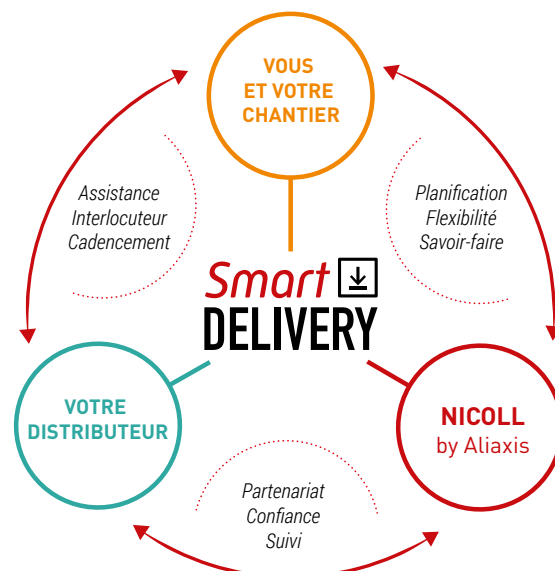 VOUS
ET VOTRE
CHANTIER
Assistance
Interlocuteur
Cadencement
Planification
Flexibilité
Savoir-faire
Smart
DELIVERY
VOTRE
DISTRIBUTEUR
NICOLL
by Aliaxis
Partenariat
Confiance
Suivi